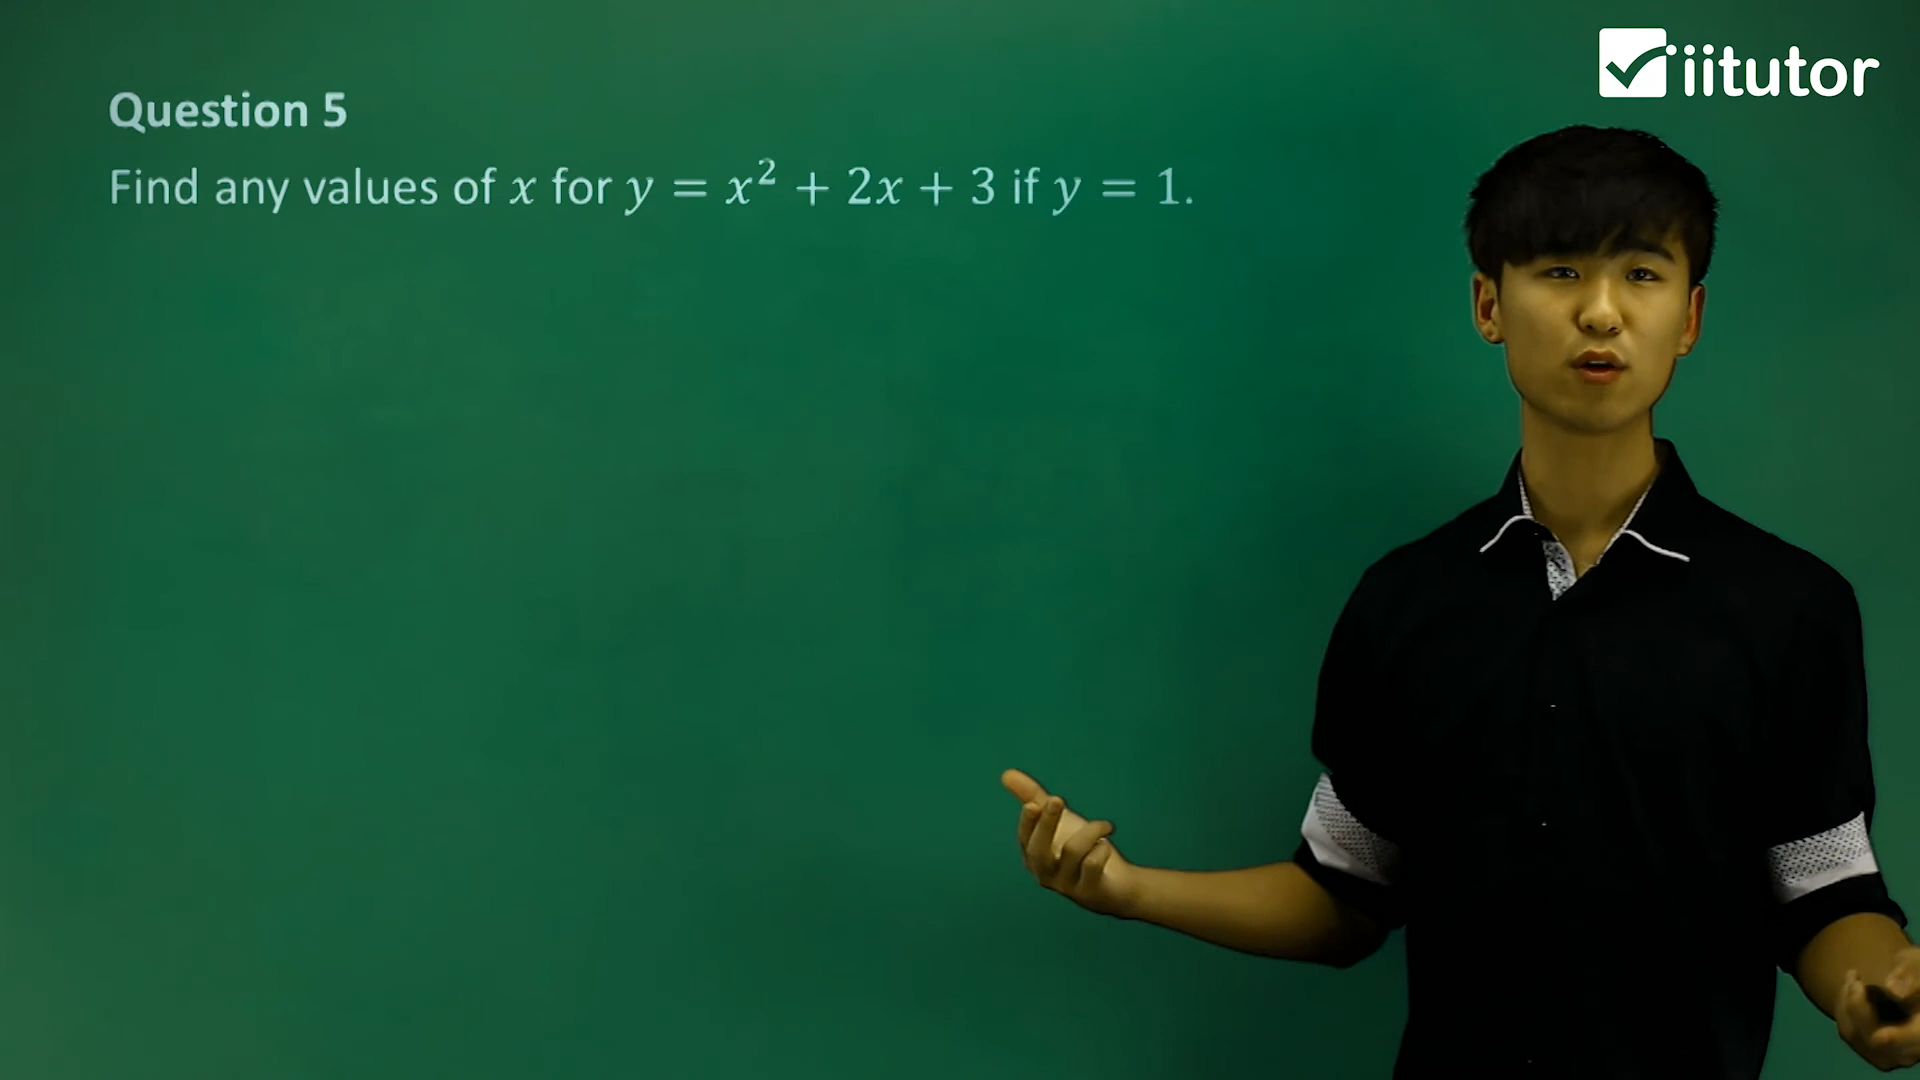 iitutor
Question 5
Find any values of x for y = x² + 2x + 3 if y = 1.